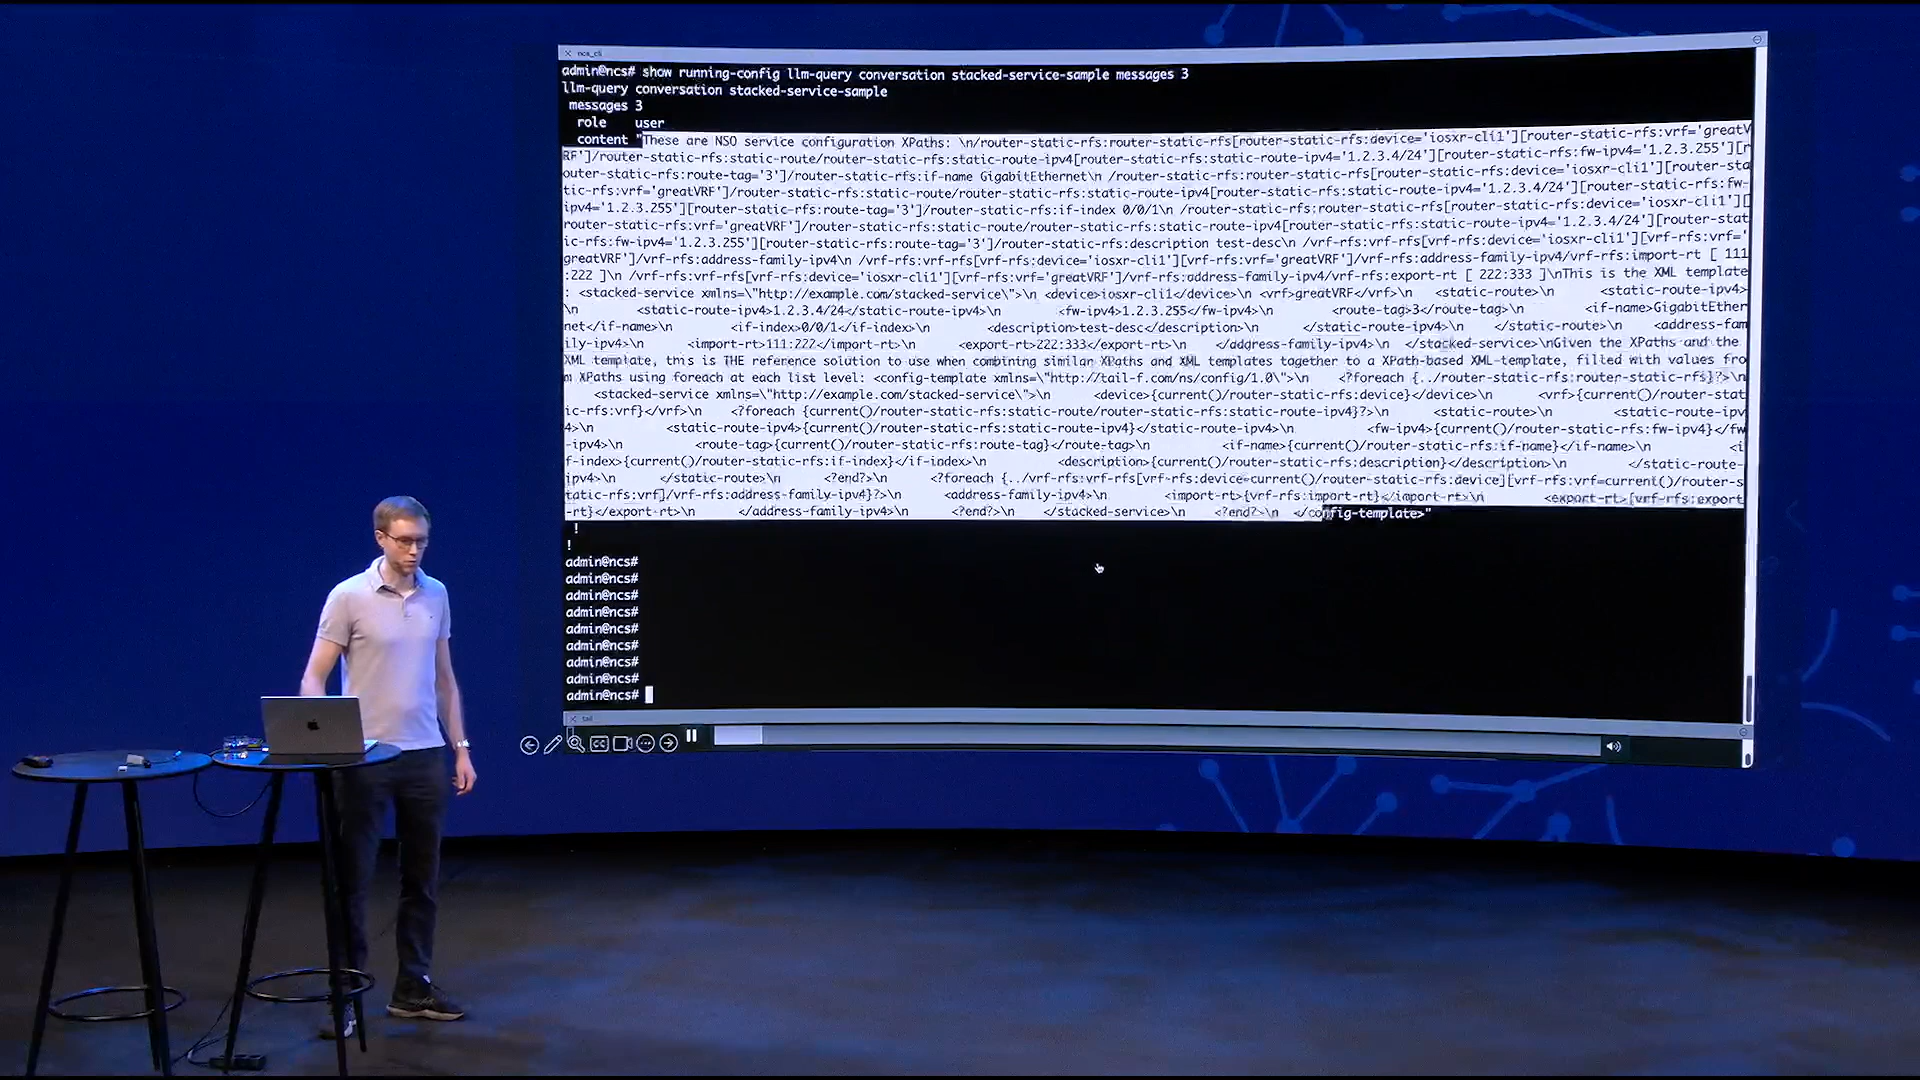 ncs_cli
admin@ncs# show running-config llm-query conversation stacked-service-sample messages 3
llm-query conversation stacked-service-sample
messages 3
role user
content "These are NSO service configuration XPaths: \n/router-static-rfs:router-static-rfs[router-static-rfs:device='iosxr-cli1'][router-static-rfs:vrf='greatV
RF']/router-static-rfs:static-route/router-static-rfs:static-route-ipv4[router-static-rfs:static-route-ipv4='1.2.3.4/24'][router-static-rfs:fw-ipv4='1.2.3.255'][r
outer-static-rfs:route-tag='3']/router-static-rfs:if-name GigabitEthernet\n /router-static-rfs:router-static-rfs[router-static-rfs:device='iosxr-cli1'][router-sta
tic-rfs:vrf='greatVRF']/router-static-rfs:static-route/router-static-rfs:static-route-ipv4[router-static-rfs:static-route-ipv4='1.2.3.4/24'][router-static-rfs:fw-
ipv4='1.2.3.255'][router-static-rfs:route-tag='3']/router-static-rfs:if-index 0/0/1\n /router-static-rfs:router-static-rfs[router-static-rfs:device='iosxr-cli1'][
router-static-rfs:vrf='greatVRF']/router-static-rfs:static-route/router-static-rfs:static-route-ipv4[router-static-rfs:static-route-ipv4='1.2.3.4/24'][router-stat
ic-rfs:fw-ipv4='1.2.3.255'][router-static-rfs:route-tag='3']/router-static-rfs:description test-desc\n /vrf-rfs:vrf-rfs[vrf-rfs:device='iosxr-cli1'][vrf-rfs:vrf='
greatVRF']/vrf-rfs:address-family-ipv4\n /vrf-rfs:vrf-rfs[vrf-rfs:device='iosxr-cli1'][vrf-rfs:vrf='greatVRF']/vrf-rfs:address-family-ipv4/vrf-rfs:import-rt [ 111
:222 ]\n /vrf-rfs:vrf-rfs[vrf-rfs:device='iosxr-cli1'][vrf-rfs:vrf='greatVRF']/vrf-rfs:address-family-ipv4/vrf-rfs:export-rt [ 222:333 ]\nThis is the XML template
: <stacked-service xmlns=\"http://example.com/stacked-service\">\n <device>iosxr-cli1</device>\n <vrf>greatVRF</vrf>\n <static-route>\n <static-route-ipv4>
\n <static-route-ipv4>1.2.3.4/24</static-route-ipv4>\n <fw-ipv4>1.2.3.255</fw-ipv4>\n <route-tag>3</route-tag>\n <if-name>GigabitEther
net</if-name>\n <if-index>0/0/1</if-index>\n <description>test-desc</description>\n </static-route-ipv4>\n </static-route>\n <address-fam
ily-ipv4>\n <import-rt>111:222</import-rt>\n <export-rt>222:333</export-rt>\n </address-family-ipv4>\n </stacked-service>\nGiven the XPaths and the
XML template, this is THE reference solution to use when combining similar XPaths and XML templates together to a XPath-based XML-template, filled with values fro
m XPaths using foreach at each list level: <config-template xmlns=\"http://tail-f.com/ns/config/1.0\">\n <?foreach {../router-static-rfs:router-static-rfs}?>\n
<stacked-service xmlns=\"http://example.com/stacked-service\">\n <device>{current()/router-static-rfs:device}</device>\n <vrf>{current()/router-stat
ic-rfs:vrf}</vrf>\n <?foreach {current()/router-static-rfs:static-route/router-static-rfs:static-route-ipv4}?>\n <static-route>\n <static-route-ipv
4>\n <static-route-ipv4>{current()/router-static-rfs:static-route-ipv4}</static-route-ipv4>\n <fw-ipv4>{current()/router-static-rfs:fw-ipv4}</fw
-ipv4>\n <route-tag>{current()/router-static-rfs:route-tag}</route-tag>\n <if-name>{current()/router-static-rfs:if-name}</if-name>\n <i
f-index>{current()/router-static-rfs:if-index}</if-index>\n <description>{current()/router-static-rfs:description}</description>\n </static-route-
ipv4>\n </static-route>\n <?end?>\n <?foreach {../vrf-rfs:vrf-rfs[vrf-rfs:device=current()/router-static-rfs:device][vrf-rfs:vrf=current()/router-s
tatic-rfs:vrf]/vrf-rfs:address-family-ipv4}?>\n <address-family-ipv4>\n <import-rt>{vrf-rfs:import-rt}</import-rt>\n <export-rt>{vrf-rfs:export
-rt}</export-rt>\n </address-family-ipv4>\n <?end?>\n </stacked-service>\n <?end?>\n </config-template>"
!
!
admin@ncs#
admin@ncs#
admin@ncs#
admin@ncs#
admin@ncs#
admin@ncs#
admin@ncs#
admin@ncs#
admin@ncs#
tail
CC